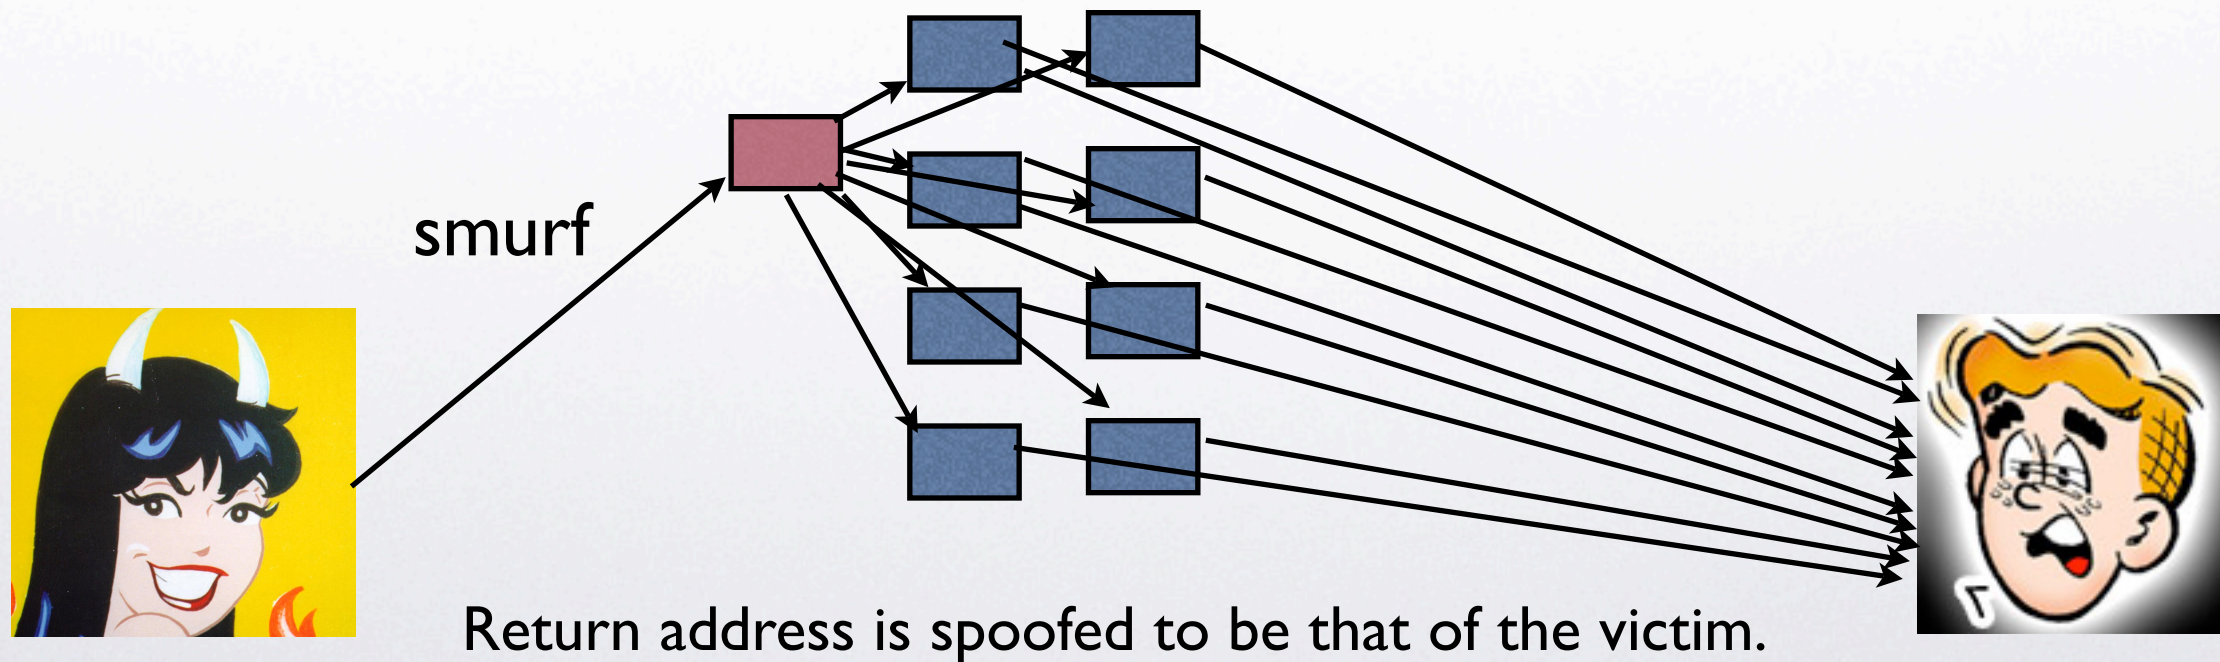 smurf
Return address is spoofed to be that of the victim.